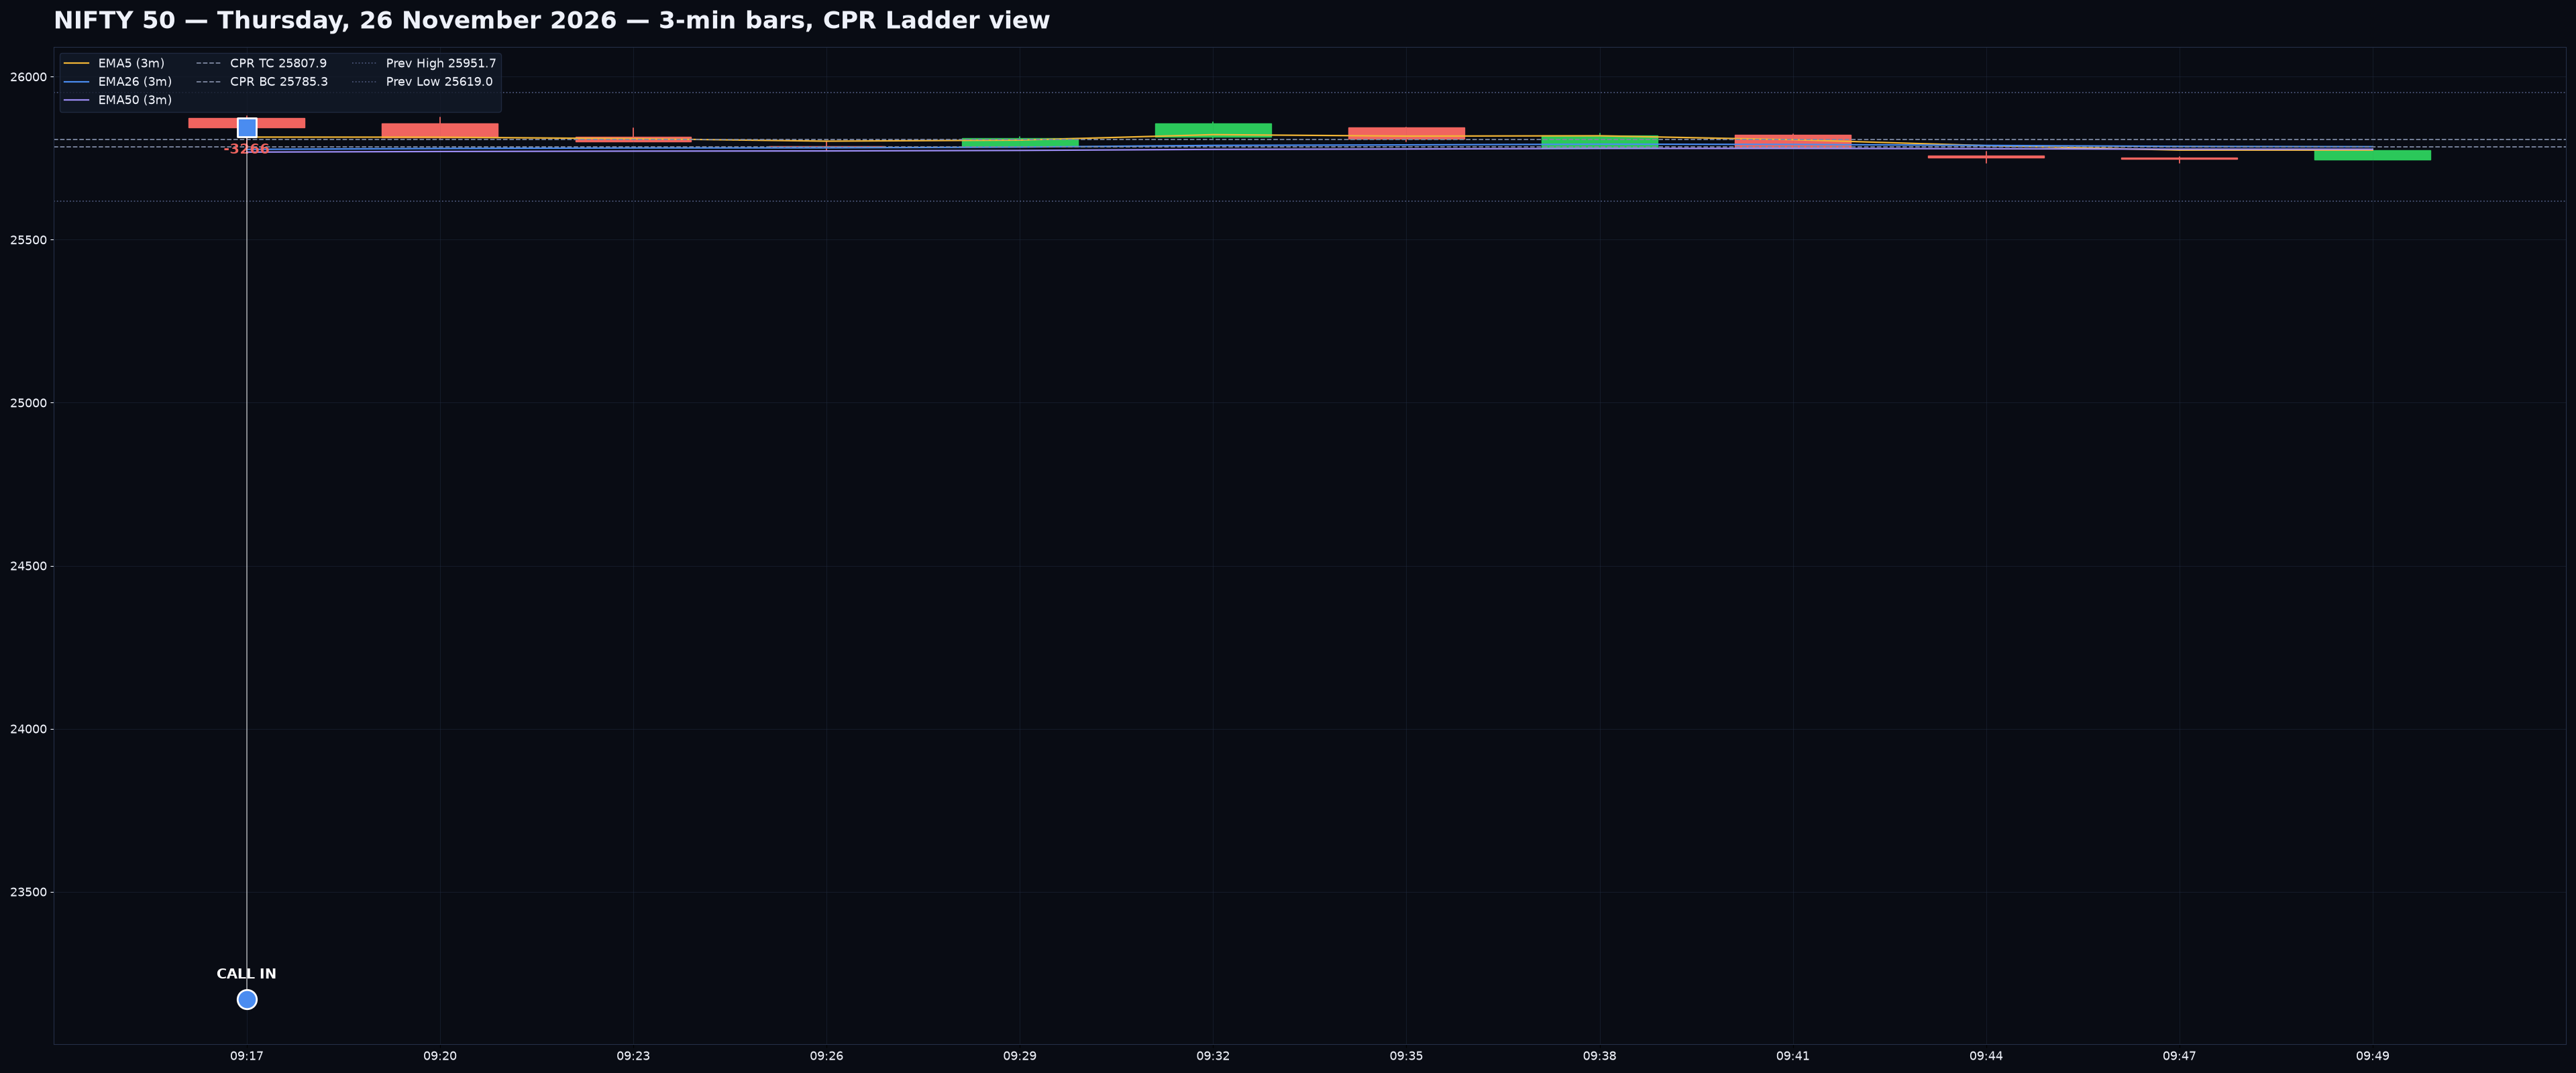 NIFTY 50 — Thursday, 26 November 2026 — 3-min bars, CPR Ladder view
EMA5 (3m)
EMA26 (3m)
EMA50 (3m)
CPR TC 25807.9
CPR BC 25785.3
Prev High 25951.7
Prev Low 25619.0
26000
25500
25000
24500
24000
23500
-3266
CALL IN
09:17 09:20 09:23 09:26 09:29 09:32 09:35 09:38 09:41 09:44 09:47 09:49